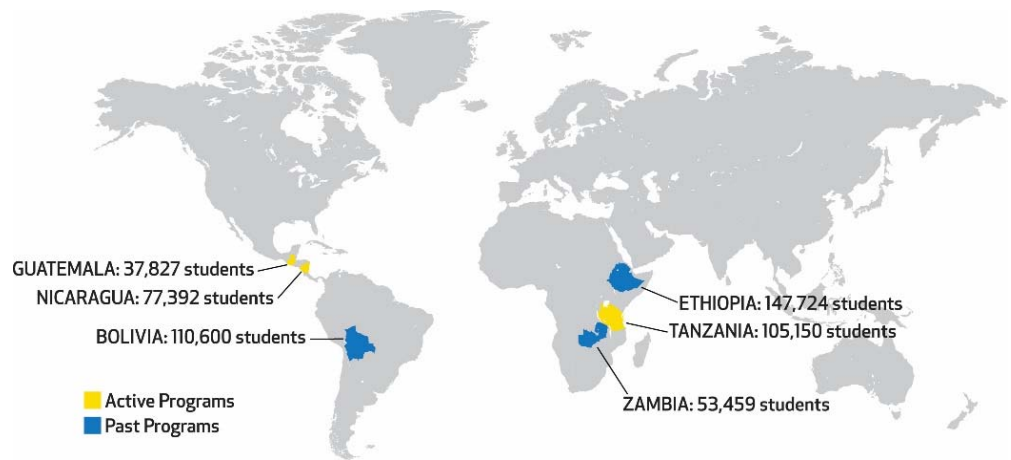 GUATEMALA: 37,827 students
NICARAGUA: 77,392 students
BOLIVIA: 110,600 students
ETHIOPIA: 147,724 students
TANZANIA: 105,150 students
ZAMBIA: 53,459 students
Active Programs
Past Programs